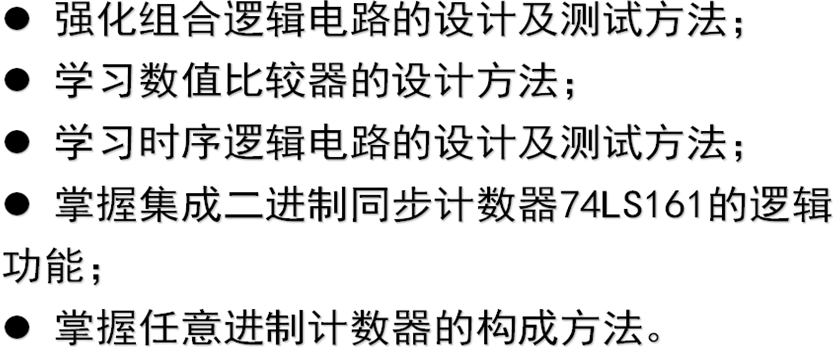 ● 强化组合逻辑电路的设计及测试方法；
● 学习数值比较器的设计方法；
● 学习时序逻辑电路的设计及测试方法；
● 掌握集成二进制同步计数器74LS161的逻辑
功能；
● 掌握任意进制计数器的构成方法。